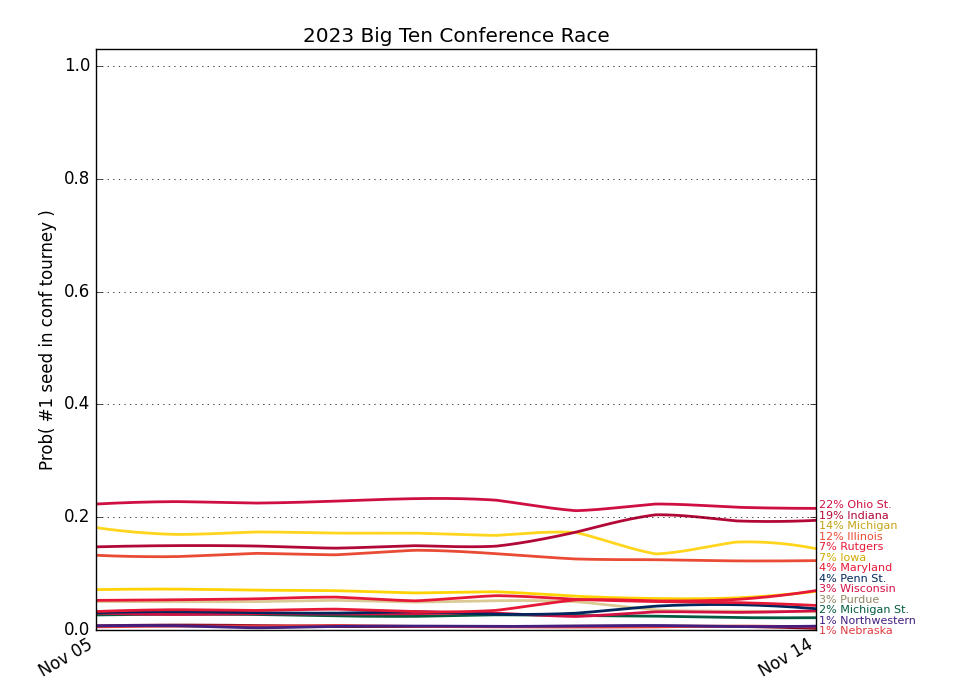 2023 Big Ten Conference Race
Prob( #1 seed in conf tourney )
1.0
0.8
0.6
0.4
0.2
0.0
Nov 05
Nov 14
22% Ohio St.
19% Indiana
14% Michigan
12% Illinois
7% Rutgers
7% Iowa
4% Maryland
4% Penn St.
3% Wisconsin
3% Purdue
2% Michigan St.
1% Northwestern
1% Nebraska